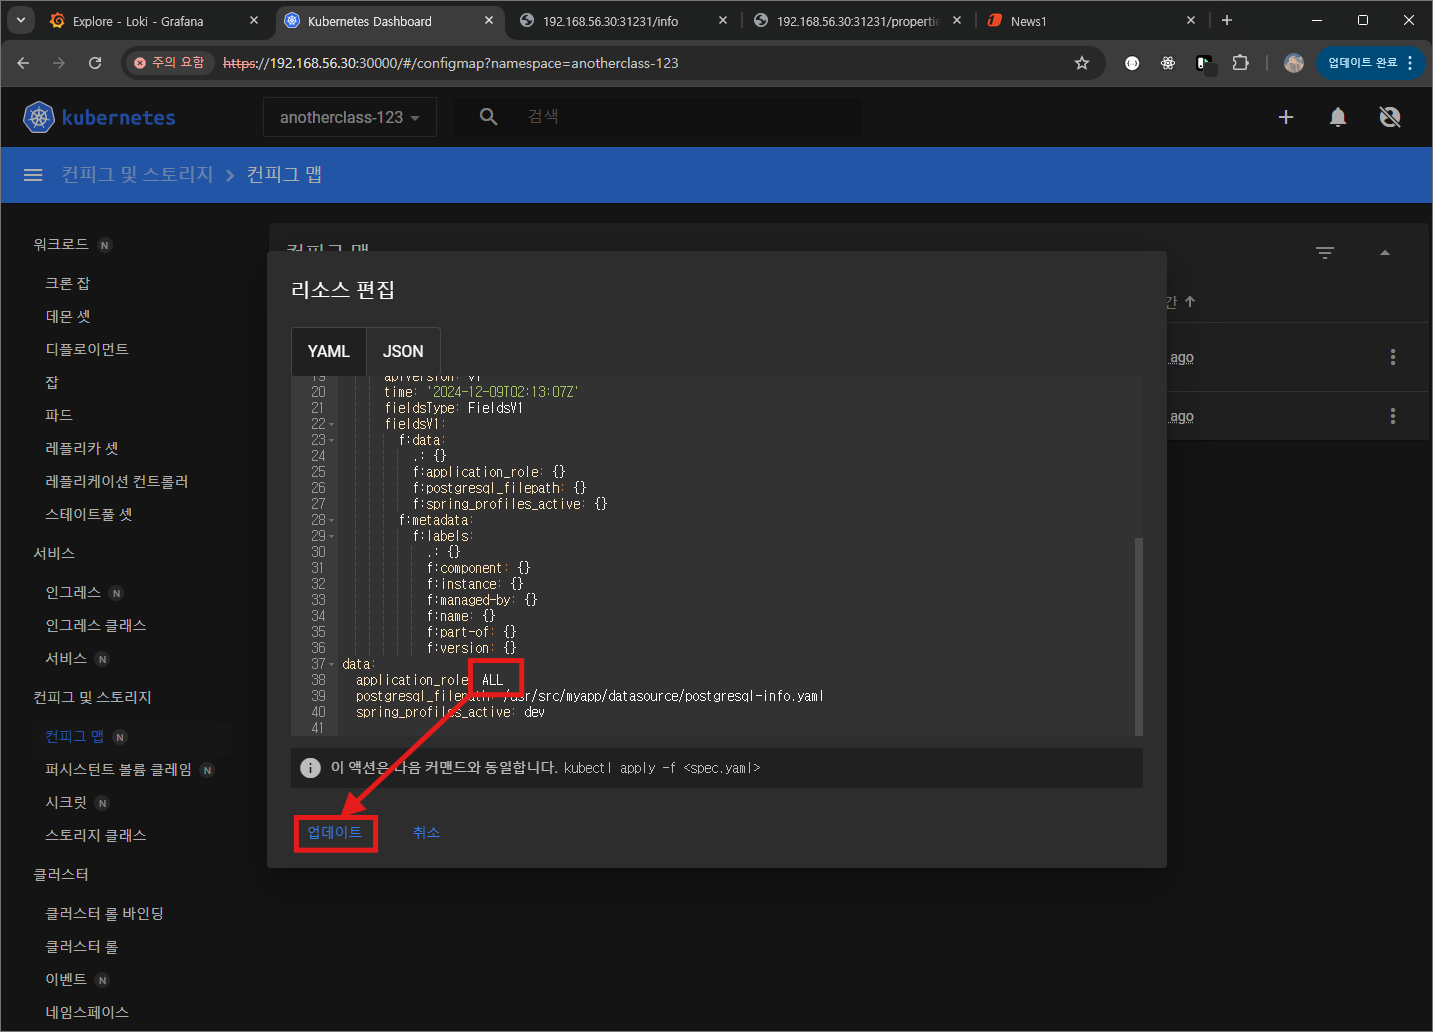 Explore - Loki - Grafana
Kubernetes Dashboard
192.168.56.30:31231/info
192.168.56.30:31231/propertie
News1
주의 요함
https://192.168.56.30:30000/#/configmap?namespace=anotherclass-123
업데이트 완료
kubernetes
anotherclass-123
검색
컨피그 및 스토리지 > 컨피그 맵
워크로드 N
크론 잡
데몬 셋
디플로이먼트
잡
파드
레플리카 셋
레플리케이션 컨트롤러
스테이트풀 셋
서비스
인그레스 N
인그레스 클래스
서비스 N
컨피그 및 스토리지
컨피그 맵 N
퍼시스턴트 볼륨 클레임 N
시크릿 N
스토리지 클래스
클러스터
클러스터 롤 바인딩
클러스터 롤
이벤트 N
네임스페이스
컨피그 맵
간
ago
ago
리소스 편집
YAML JSON
19 apiVersion: v1
20 time: '2024-12-09T02:13:07Z'
21 fieldsType: FieldsV1
22 fieldsV1:
23 f:data:
24 .: {}
25 f:application_role: {}
26 f:postgresql_filepath: {}
27 f:spring_profiles_active: {}
28 f:metadata:
29 f:labels:
30 .: {}
31 f:component: {}
32 f:instance: {}
33 f:managed-by: {}
34 f:name: {}
35 f:part-of: {}
36 f:version: {}
37 data:
38 application_role: ALL
39 postgresql_filepath: /usr/src/myapp/datasource/postgresql-info.yaml
40 spring_profiles_active: dev
41
이 액션은 다음 커맨드와 동일합니다. kubectl apply -f <spec.yaml>
업데이트 취소